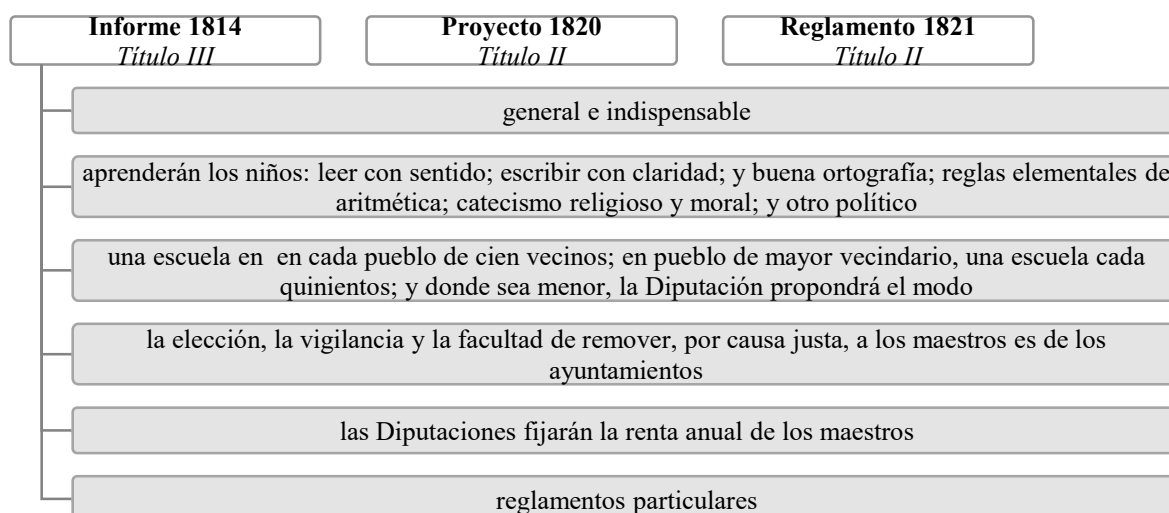 Informe 1814
Título III
Proyecto 1820
Título II
Reglamento 1821
Título II
general e indispensable
aprenderán los niños: leer con sentido; escribir con claridad; y buena ortografía; reglas elementales de
aritmética; catecismo religioso y moral; y otro político
una escuela en en cada pueblo de cien vecinos; en pueblo de mayor vecindario, una escuela cada
quinientos; y donde sea menor, la Diputación propondrá el modo
la elección, la vigilancia y la facultad de remover, por causa justa, a los maestros es de los
ayuntamientos
las Diputaciones fijarán la renta anual de los maestros
reglamentos particulares